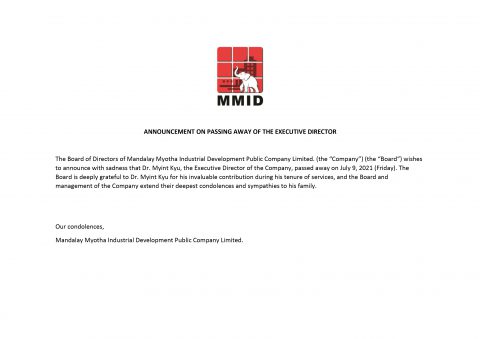 MMID
ANNOUNCEMENT ON PASSING AWAY OF THE EXECUTIVE DIRECTOR
The Board of Directors of Mandalay Myotha Industrial Development Public Company Limited. (the “Company”) (the “Board”) wishes
to announce with sadness that Dr. Myint Kyu, the Executive Director of the Company, passed away on July 9, 2021 (Friday). The
Board is deeply grateful to Dr. Myint Kyu for his invaluable contribution during his tenure of services, and the Board and
management of the Company extend their deepest condolences and sympathies to his family.
Our condolences,
Mandalay Myotha Industrial Development Public Company Limited.